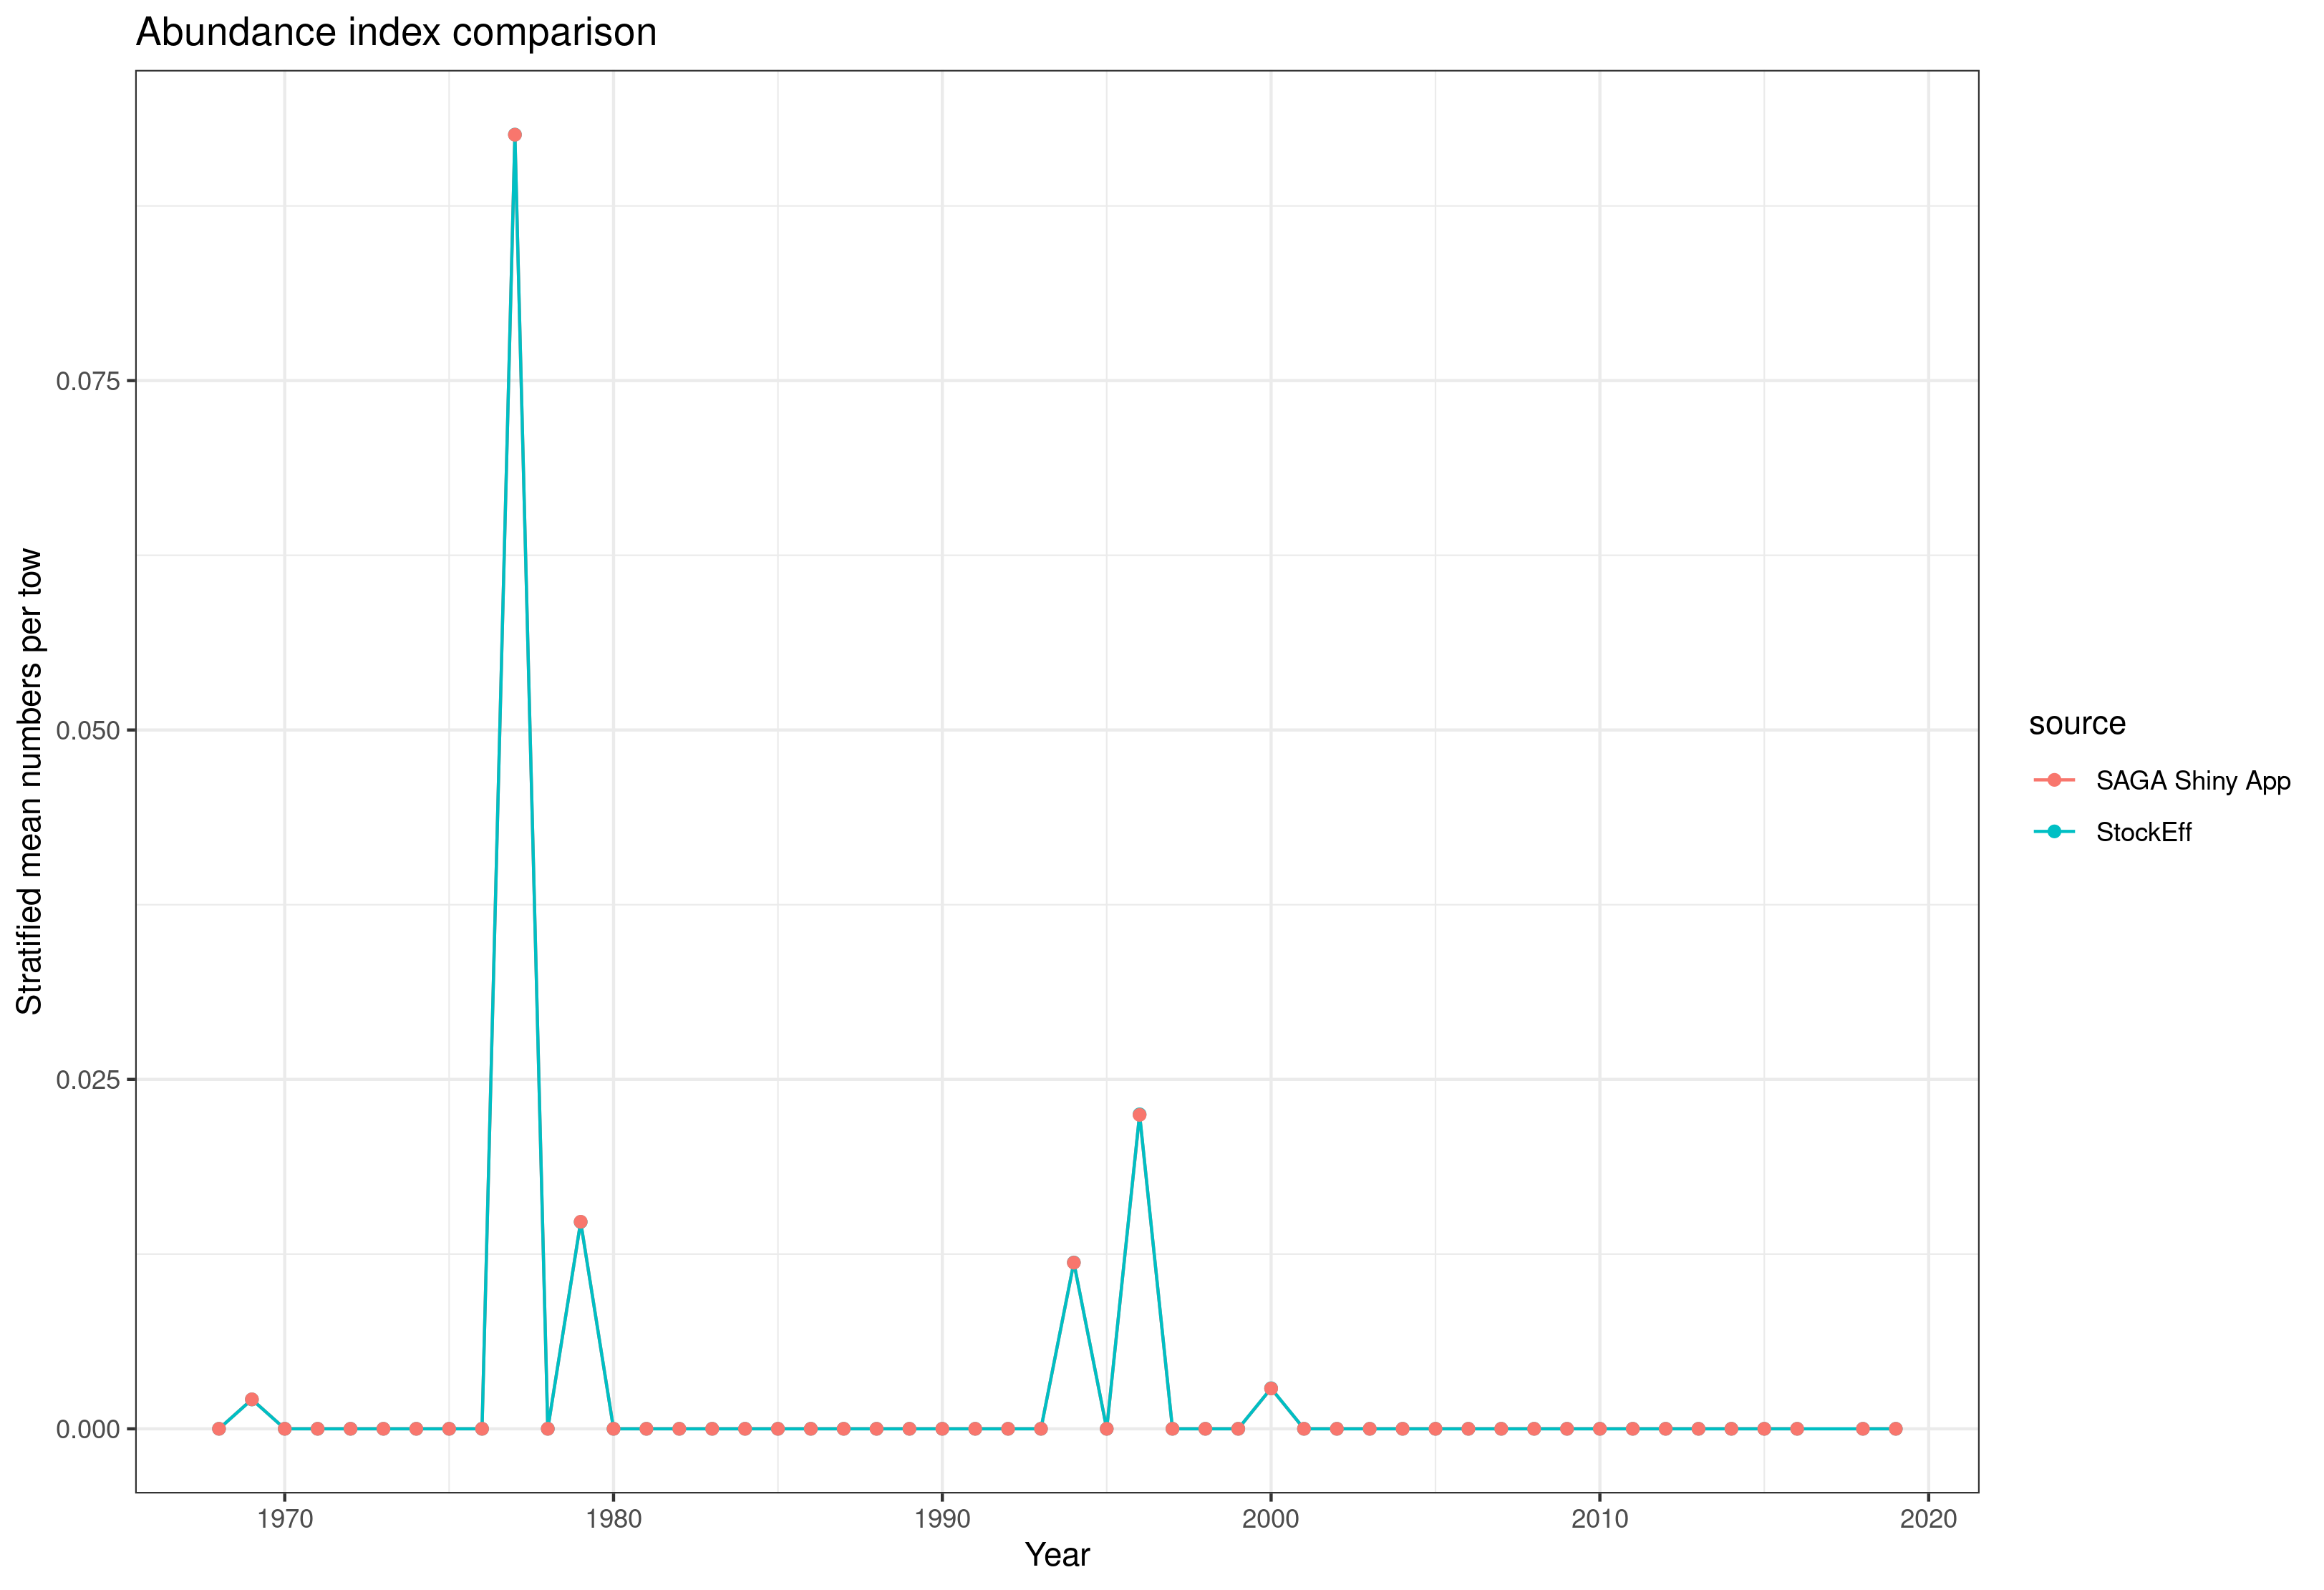 Abundance index comparison
Stratified mean numbers per tow
0.075
0.050
0.025
0.000
1970 1980 1990 2000 2010 2020
Year
source
SAGA Shiny App
StockEff